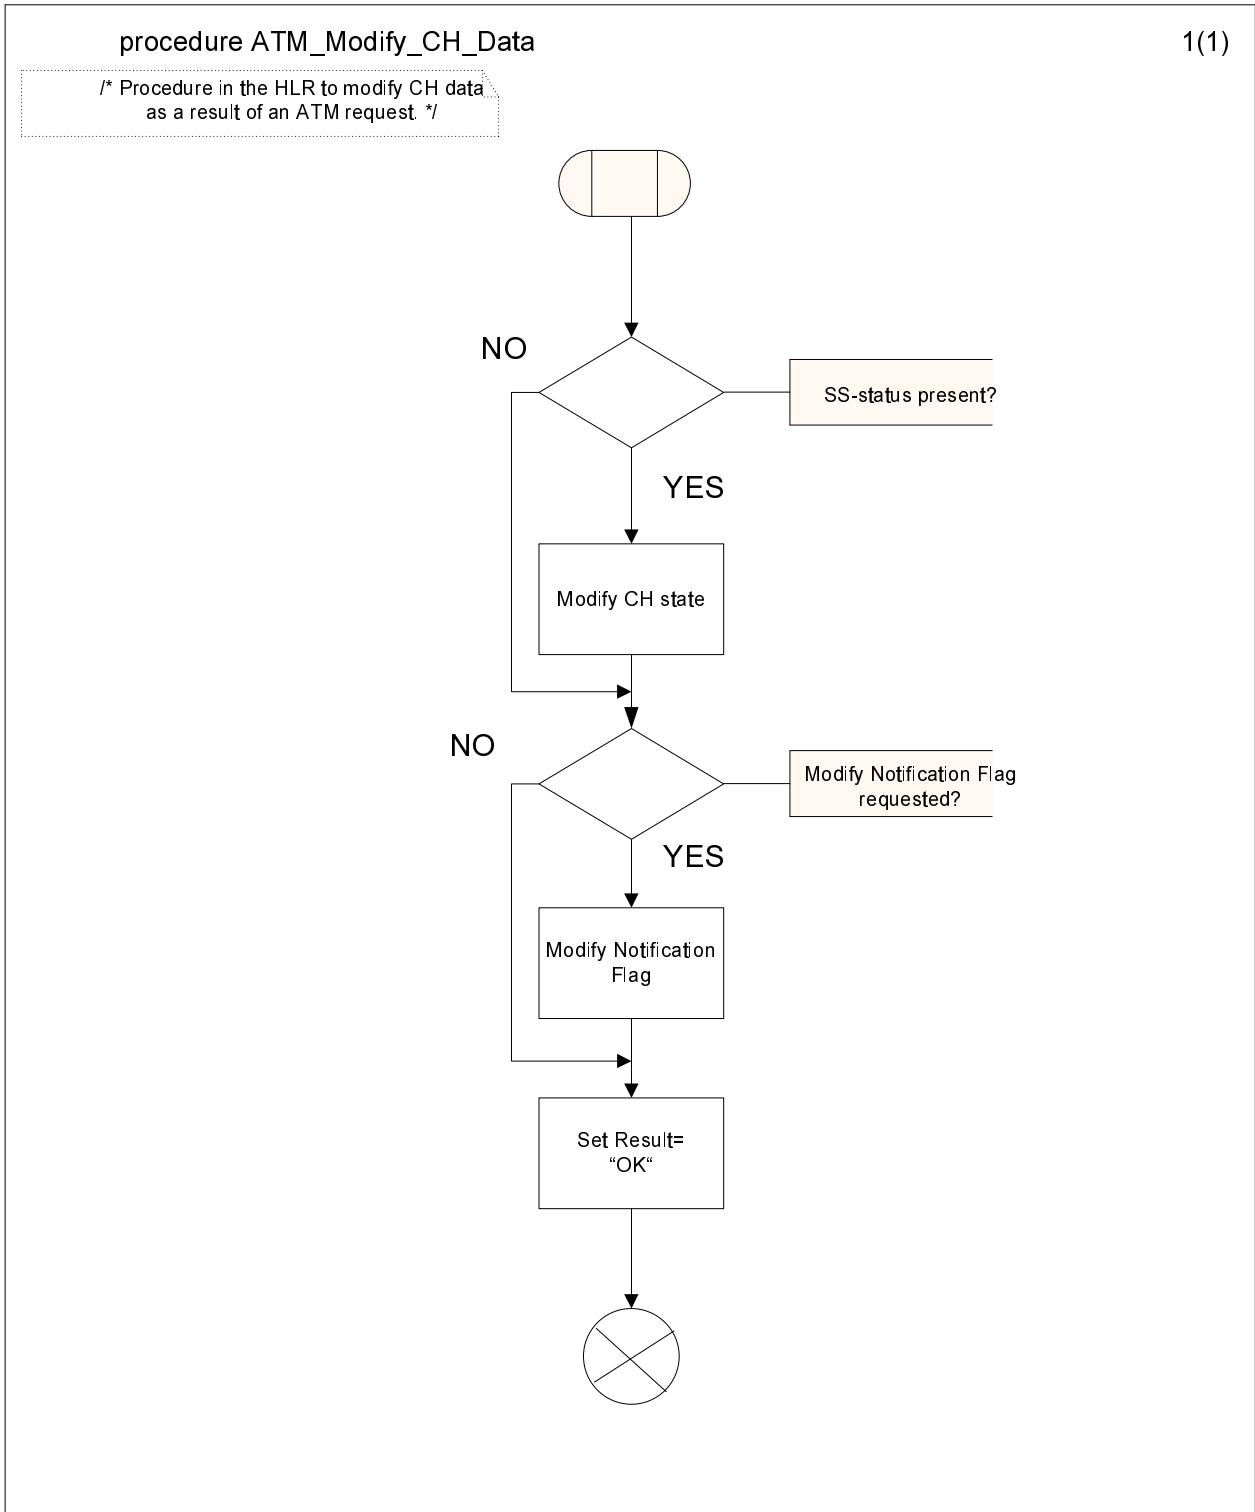 procedure ATM_Modify_CH_Data
1(1)
/* Procedure in the HLR to modify CH data
as a result of an ATM request. */
NO
SS-status present?
YES
Modify CH state
NO
Modify Notification Flag
requested?
YES
Modify Notification
Flag
Set Result=
“OK“